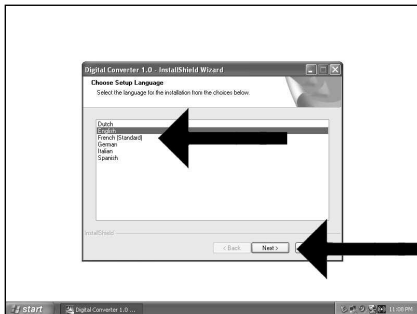 Digital Converter 1.0 - InstallShield Wizard
Choose Setup Language
Select the language for the installation from the choices below.
Dutch
English
French (Standard)
German
Italian
Spanish
InstallShield
< Back
Next >
start
Digital Converter 1.0 ...
11:08 PM